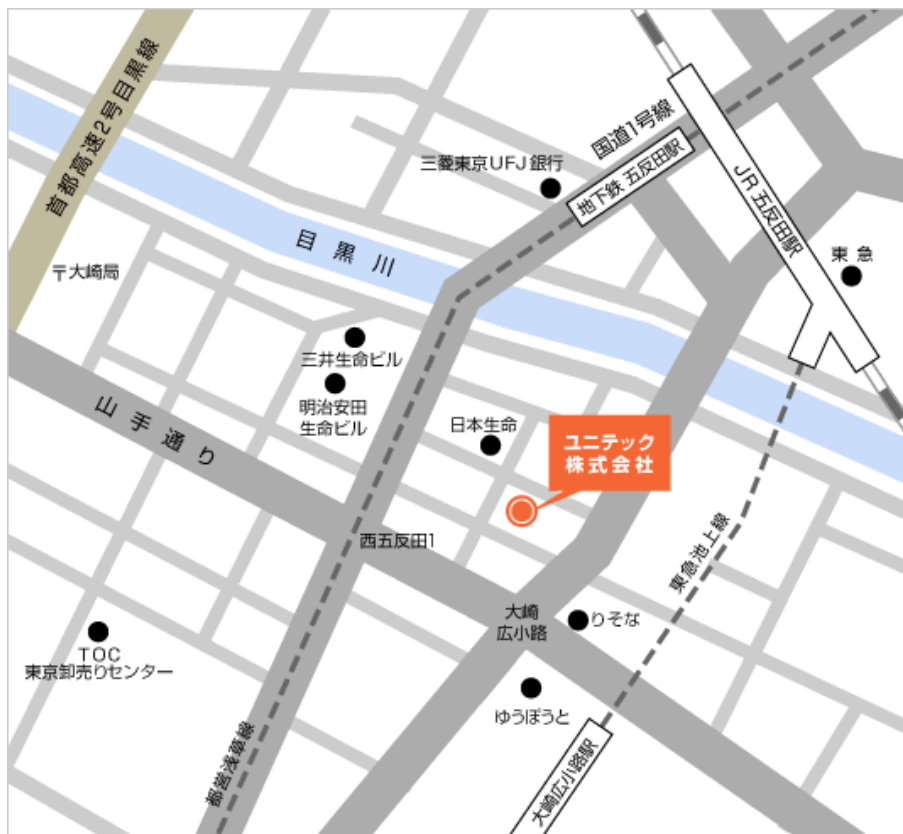 首都高速2号目黒線
国道1号線
三菱東京UFJ銀行
地下鉄 五反田駅
JR 五反田駅
東急
目黒川
〒大崎局
三井生命ビル
明治安田
生命ビル
日本生命
ユニテック
株式会社
山手通り
西五反田1
東急池上線
大崎
広小路
りそな
TOC
東京卸売りセンター
ゆうぽうと
都営浅草線
大崎広小路駅